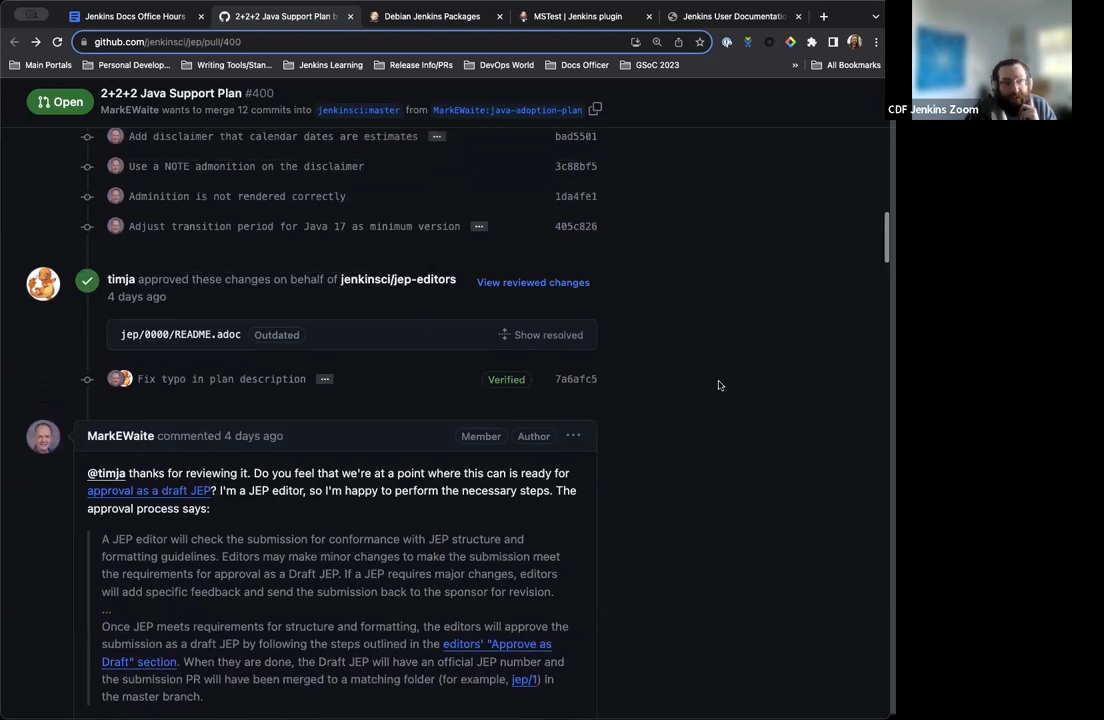 Jenkins Docs Office Hours
2+2+2 Java Support Plan b
Debian Jenkins Packages
MSTest | Jenkins plugin
Jenkins User Documentatio
github.com/jenkinsci/jep/pull/400
Main Portals
Personal Develop...
Writing Tools/Stan...
Jenkins Learning
Release Info/PRs
DevOps World
Docs Officer
GSoC 2023
»
All Bookmarks
Open
2+2+2 Java Support Plan #400
MarkEWaite wants to merge 12 commits into jenkinsci:master from MarkEWaite:java-adoption-plan
CDF Jenkins Zoom
Add disclaimer that calendar dates are estimates ... bad5501
Use a NOTE admonition on the disclaimer 3c88bf5
Adminition is not rendered correctly 1da4fe1
Adjust transition period for Java 17 as minimum version ... 405c826
timja approved these changes on behalf of jenkinsci/jep-editors View reviewed changes
4 days ago
jep/0000/README.adoc Outdated Show resolved
Fix typo in plan description ... Verified 7a6afc5
MarkEWaite commented 4 days ago Member Author ...
@timja thanks for reviewing it. Do you feel that we're at a point where this can is ready for
approval as a draft JEP? I'm a JEP editor, so I'm happy to perform the necessary steps. The
approval process says:
A JEP editor will check the submission for conformance with JEP structure and
formatting guidelines. Editors may make minor changes to make the submission meet
the requirements for approval as a Draft JEP. If a JEP requires major changes, editors
will add specific feedback and send the submission back to the sponsor for revision.
...
Once JEP meets requirements for structure and formatting, the editors will approve the
submission as a draft JEP by following the steps outlined in the editors' "Approve as
Draft" section. When they are done, the Draft JEP will have an official JEP number and
the submission PR will have been merged to a matching folder (for example, jep/1) in
the master branch.